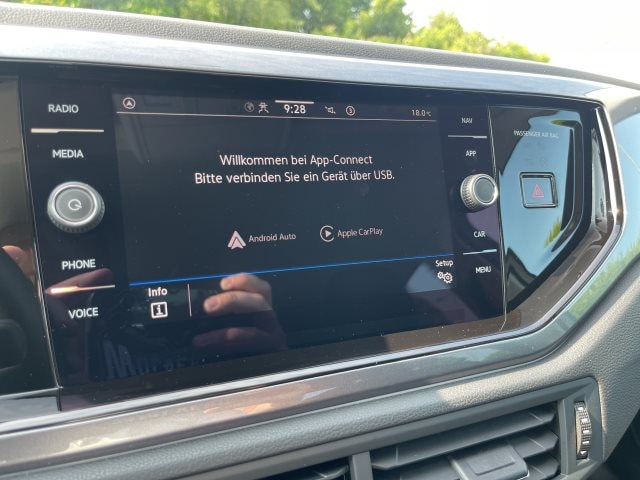 RADIO
MEDIA
PHONE
VOICE
9:28
3
18.0°C
Willkommen bei App-Connect
Bitte verbinden Sie ein Gerät über USB.
Android Auto
Apple CarPlay
Info
Setup
NAV
APP
CAR
MENU
PASSENGER AIR BAG